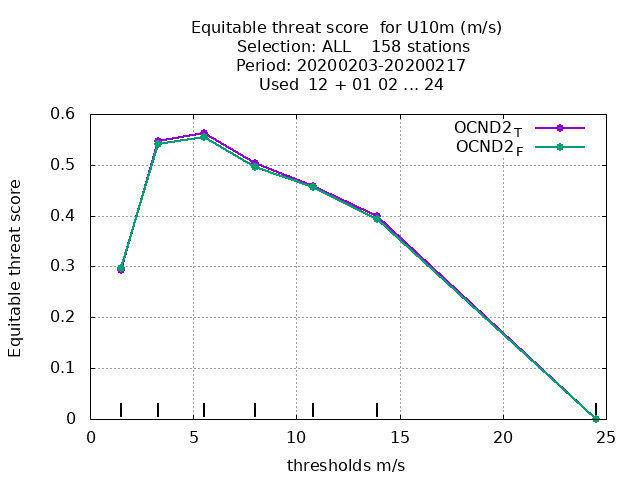 Equitable threat score  for U10m (m/s)
Selection: ALL    158 stations
Period: 20200203-20200217
Used  12 + 01 02 ... 24
OCND2_T
OCND2_F
0.6
0.5
0.4
0.3
0.2
0.1
0
Equitable threat score
0 5 10 15 20 25
thresholds m/s